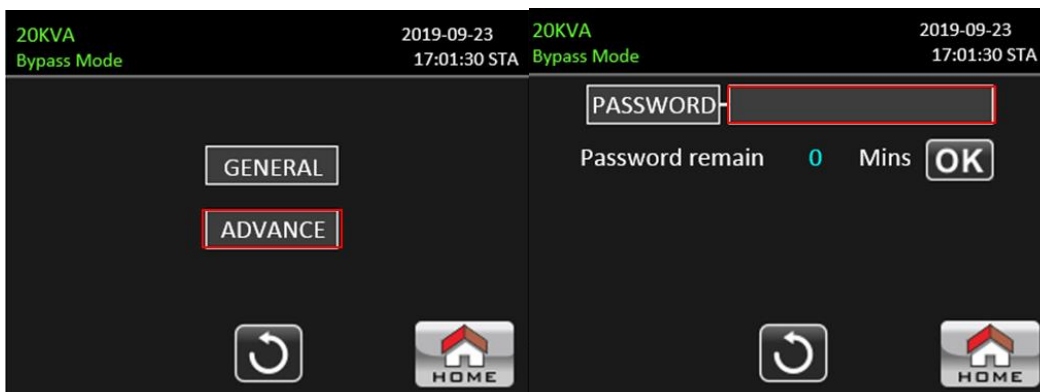 20KVA
2019-09-23
Bypass Mode
17:01:30 STA
GENERAL
ADVANCE
HOME
20KVA
2019-09-23
Bypass Mode
17:01:30 STA
PASSWORD
Password remain 0 Mins OK
HOME